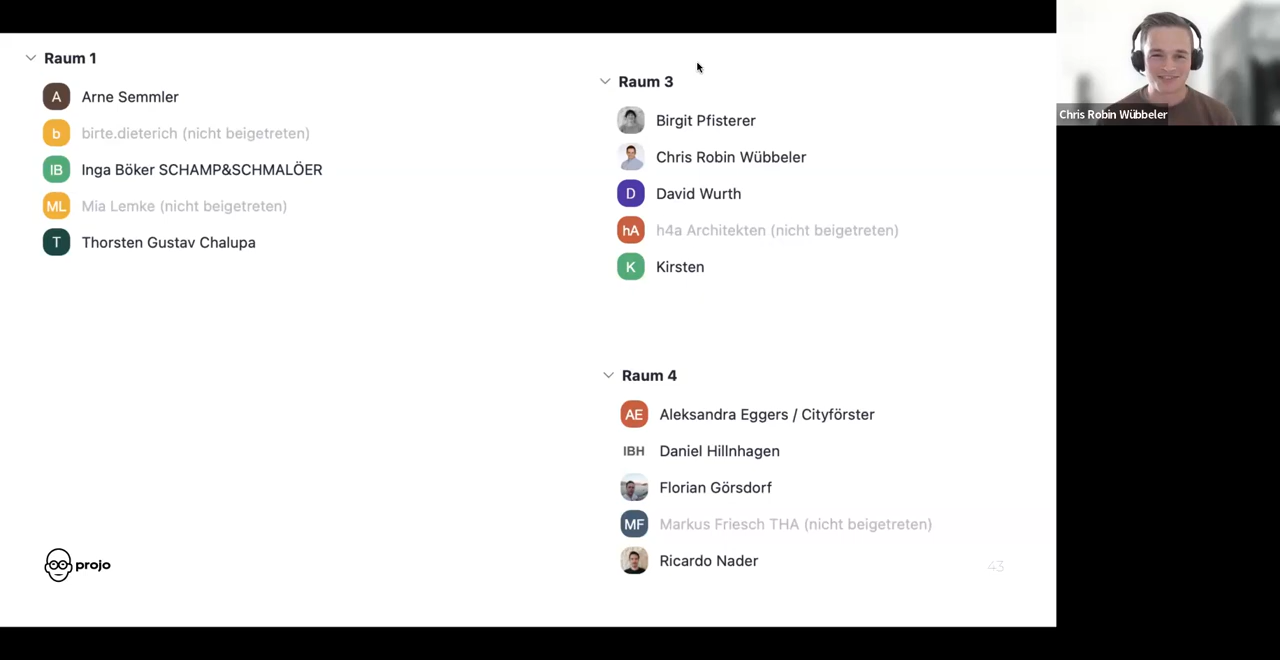 Raum 1
A Arne Semmler
b birte.dieterich (nicht beigetreten)
IB Inga Böker SCHAMP&SCHMALÖER
ML Mia Lemke (nicht beigetreten)
T Thorsten Gustav Chalupa
Raum 3
Birgit Pfisterer
Chris Robin Wübbeler
D David Wurth
hA h4a Architekten (nicht beigetreten)
K Kirsten
Raum 4
AE Aleksandra Eggers / Cityförster
IBH Daniel Hillnhagen
Florian Görsdorf
MF Markus Friesch THA (nicht beigetreten)
Ricardo Nader
projo
43
Chris Robin Wübbeler